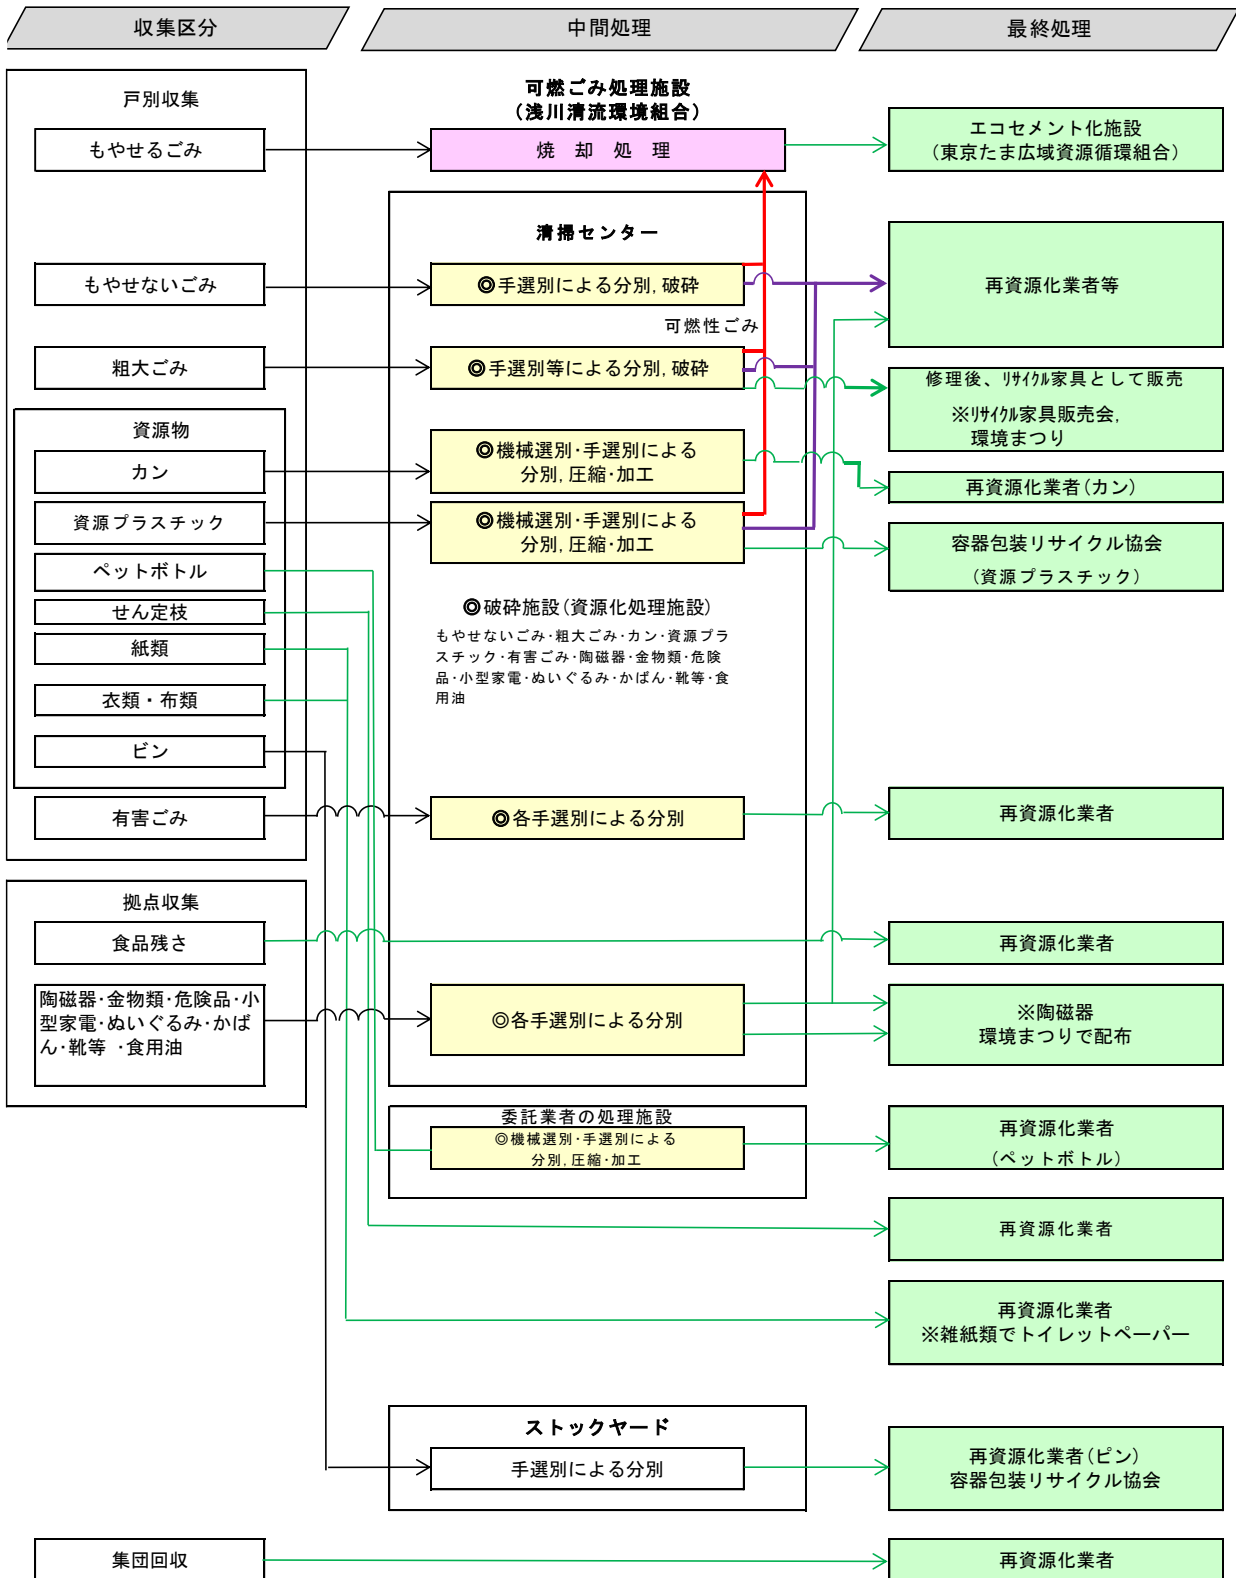 収集区分
中間処理
最終処理
戸別収集
もやせるごみ
可燃ごみ処理施設
(浅川清流環境組合)
焼 却 処 理
エコセメント化施設
(東京たま広域資源循環組合)
清掃センター
もやせないごみ
◎手選別による分別,破砕
再資源化業者等
可燃性ごみ
粗大ごみ
◎手選別等による分別,破砕
修理後、リサイクル家具として販売
※リサイクル家具販売会,
環境まつり
資源物
カン
◎機械選別・手選別による
分別,圧縮・加工
再資源化業者(カン)
資源プラスチック
◎機械選別・手選別による
分別,圧縮・加工
容器包装リサイクル協会
(資源プラスチック)
ペットボトル
せん定枝
紙類
衣類・布類
ビン
◎破砕施設(資源化処理施設)
もやせないごみ・粗大ごみ・カン・資源プラ
スチック・有害ごみ・陶磁器・金物類・危険
品・小型家電・ぬいぐるみ・かばん・靴等・食
用油
有害ごみ
◎各手選別による分別
再資源化業者
拠点収集
食品残さ
再資源化業者
陶磁器・金物類・危険品・小
型家電・ぬいぐるみ・かば
ん・靴等 ・食用油
◎各手選別による分別
※陶磁器
環境まつりで配布
委託業者の処理施設
◎機械選別・手選別による
分別,圧縮・加工
再資源化業者
(ペットボトル)
再資源化業者
再資源化業者
※雑紙類でトイレットペーパー
ストックヤード
手選別による分別
再資源化業者(ピン)
容器包装リサイクル協会
集団回収
再資源化業者